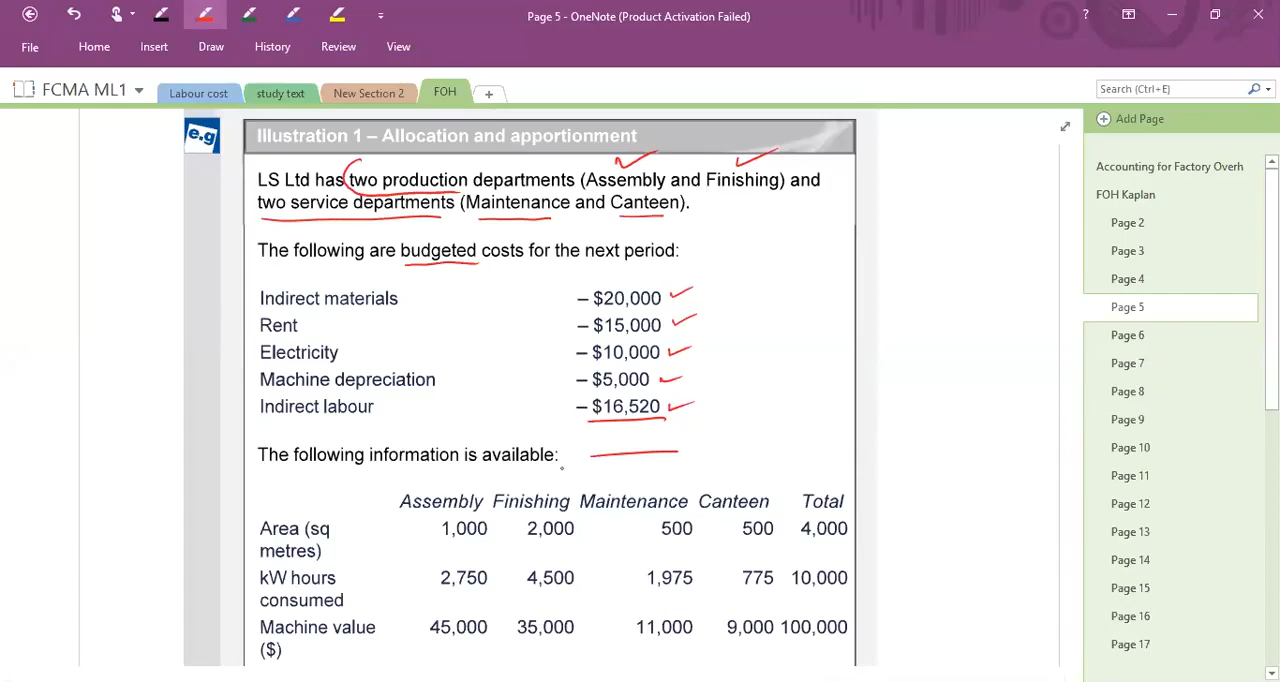 Page 5 - OneNote (Product Activation Failed)
?
File Home Insert Draw History Review View
FCMA ML1 Labour cost study text New Section 2 FOH +
Search (Ctrl+E)
e.g
Illustration 1 – Allocation and apportionment
LS Ltd has two production departments (Assembly and Finishing) and
two service departments (Maintenance and Canteen).
The following are budgeted costs for the next period:
Indirect materials – $20,000
Rent – $15,000
Electricity – $10,000
Machine depreciation – $5,000
Indirect labour – $16,520
The following information is available:
Assembly Finishing Maintenance Canteen Total
Area (sq 1,000 2,000 500 500 4,000
metres)
kW hours 2,750 4,500 1,975 775 10,000
consumed
Machine value 45,000 35,000 11,000 9,000 100,000
($)
Add Page
Accounting for Factory Overh
FOH Kaplan
Page 2
Page 3
Page 4
Page 5
Page 6
Page 7
Page 8
Page 9
Page 10
Page 11
Page 12
Page 13
Page 14
Page 15
Page 16
Page 17